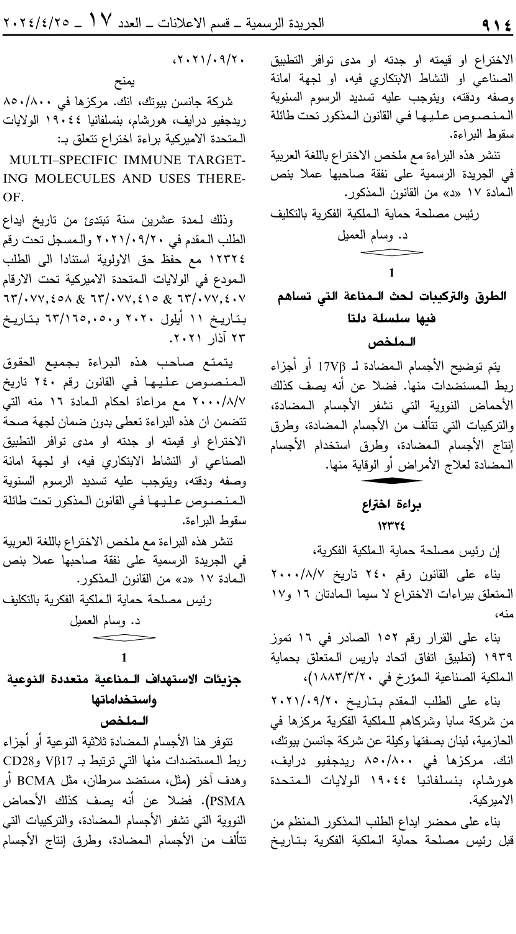 ٩١٤
الجريدة الرسمية – قسم الاعلانات – العدد ١٧ – ٢٠٢٤/٤/٢٥
الاختراع او قيمته او جدته او مدى توافر التطبيق
الصناعي او النشاط الابتكاري فيه، او لجهة امانة
وصفه ودقته، ويتوجب عليه تسديد الرسوم السنوية
المنصوص عليها في القانون المذكور تحت طائلة
سقوط البراءة.
تنشر هذه البراءة مع ملخص الاختراع باللغة العربية
في الجريدة الرسمية على نفقة صاحبها عملا بنص
المادة ١٧ «د» من القانون المذكور.
رئيس مصلحة حماية الملكية الفكرية بالتكليف
د. وسام العميل
1
الطرق والتركيبات لحث المناعة التي تساهم
فيها سلسلة دلتا
الملخص
يتم توضيح الأجسام المضادة لـ 17Vβ أو أجزاء
ربط المستضدات منها. فضلا عن أنه يصف كذلك
الأحماض النووية التي تشفر الأجسام المضادة،
والتركيبات التي تتألف من الأجسام المضادة، وطرق
إنتاج الأجسام المضادة، وطرق استخدام الأجسام
المضادة لعلاج الأمراض أو الوقاية منها.
براءة اختراع
١٢٣٢٤
إن رئيس مصلحة حماية الملكية الفكرية،
بناء على القانون رقم ٢٤٠ تاريخ ٢٠٠٠/٨/٧
المتعلق ببراءات الاختراع لا سيما المادتان ١٦ و١٧
منه،
بناء على القرار رقم ١٥٢ الصادر في ١٦ تموز
١٩٣٩ (تطبيق اتفاق اتحاد باريس المتعلق بحماية
الملكية الصناعية المؤرخ في ١٨٨٣/٣/٢٠)،
بناء على الطلب المقدم بتاريخ ٢٠٢١/٠٩/٢٠
من شركة سابا وشركاهم للملكية الفكرية مركزها في
الحازمية، لبنان بصفتها وكيلة عن شركة جانسن بيوتك،
انك. مركزها في ٨٥٠/٨٠٠ ريدجفيو درايف،
هورشام، بنسلفانيا ١٩٠٤٤ الولايات المتحدة
الاميركية.
بناء على محضر ايداع الطلب المذكور المنظم من
قبل رئيس مصلحة حماية الملكية الفكرية بتاريخ
٢٠٢١/٠٩/٢٠،
يمنح
شركة جانسن بيوتك، انك. مركزها في ٨٥٠/٨٠٠
ريدجفيو درايف، هورشام، بنسلفانيا ١٩٠٤٤ الولايات
المتحدة الاميركية براءة اختراع تتعلق بـ:
MULTI–SPECIFIC IMMUNE TARGET-
ING MOLECULES AND USES THERE-
OF.
وذلك لمدة عشرين سنة تبتدئ من تاريخ ايداع
الطلب المقدم في ٢٠٢١/٠٩/٢٠ والمسجل تحت رقم
١٢٣٢٤ مع حفظ حق الاولوية استنادا الى الطلب
المودع في الولايات المتحدة الاميركية تحت الارقام
٦٣/٠٧٧,٤٠٧ & ٦٣/٠٧٧,٤١٥ & ٦٣/٠٧٧,٤٥٨
بتاريخ ١١ أيلول ٢٠٢٠ و٦٣/١٦٥,٠٥٠ بتاريخ
٢٣ آذار ٢٠٢١.
يتمتع صاحب هذه البراءة بجميع الحقوق
المنصوص عليها في القانون رقم ٢٤٠ تاريخ
٢٠٠٠/٨/٧ مع مراعاة احكام المادة ١٦ منه التي
تتضمن ان هذه البراءة تعطى بدون ضمان لجهة صحة
الاختراع او قيمته او جدته او مدى توافر التطبيق
الصناعي او النشاط الابتكاري فيه، او لجهة امانة
وصفه ودقته، ويتوجب عليه تسديد الرسوم السنوية
المنصوص عليها في القانون المذكور تحت طائلة
سقوط البراءة.
تنشر هذه البراءة مع ملخص الاختراع باللغة العربية
في الجريدة الرسمية على نفقة صاحبها عملا بنص
المادة ١٧ «د» من القانون المذكور.
رئيس مصلحة حماية الملكية الفكرية بالتكليف
د. وسام العميل
1
جزيئات الاستهداف المناعية متعددة النوعية
واستخداماتها
الملخص
تتوفر هنا الأجسام المضادة ثلاثية النوعية أو أجزاء
ربط المستضدات منها التي ترتبط بـ Vβ17 وCD28
وهدف آخر (مثل، مستضد سرطان، مثل BCMA أو
PSMA). فضلا عن أنه يصف كذلك الأحماض
النووية التي تشفر الأجسام المضادة، والتركيبات التي
تتألف من الأجسام المضادة، وطرق إنتاج الأجسام